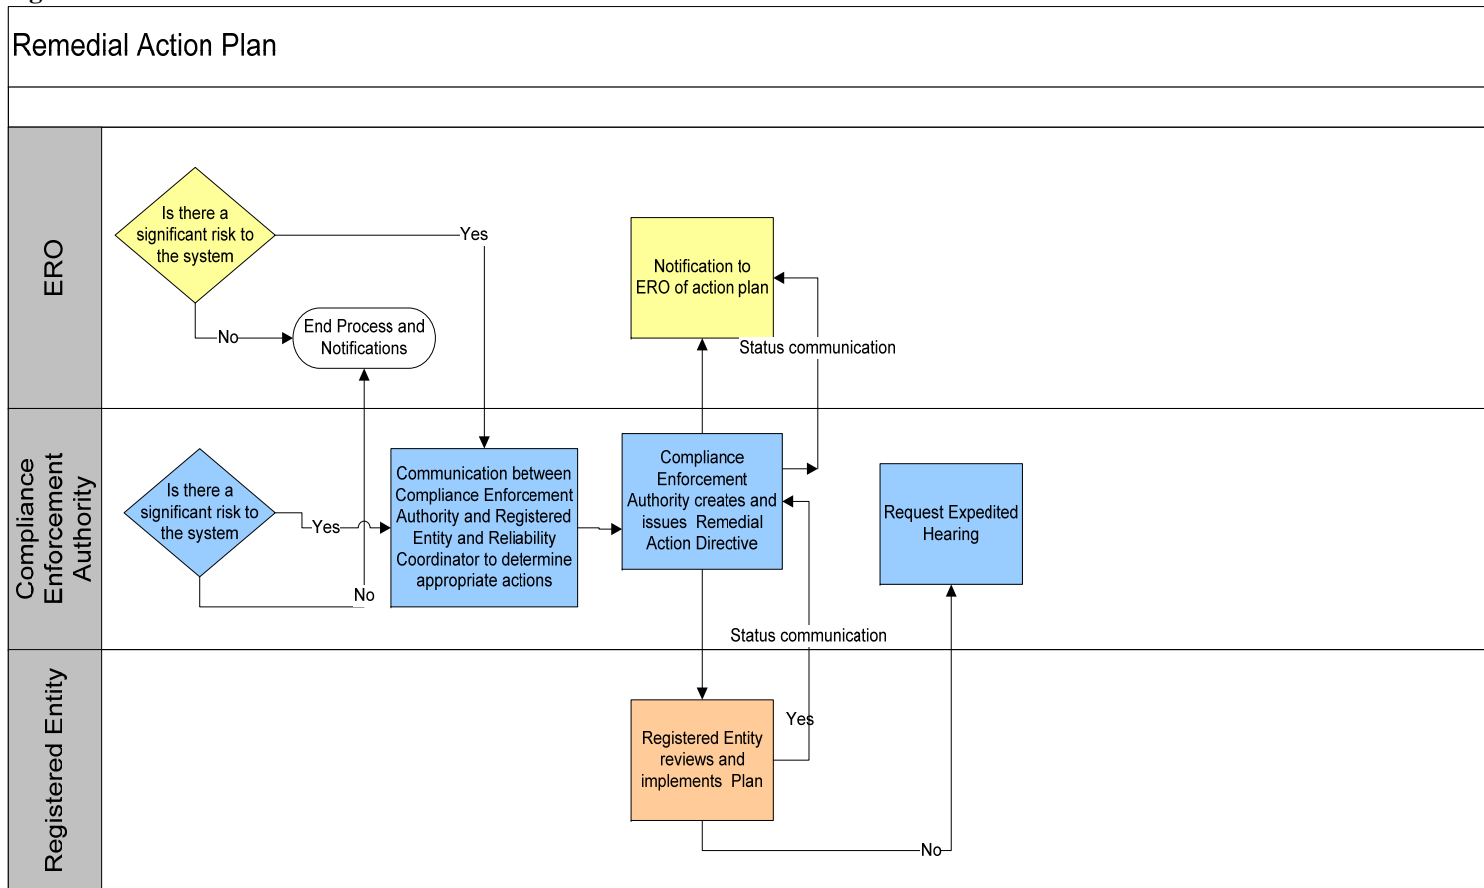 Remedial Action Plan
ERO
Is there a
significant risk to
the system
Yes
No
End Process and
Notifications
Notification to
ERO of action plan
Status communication
Compliance
Enforcement
Authority
Is there a
significant risk to
the system
Yes
No
Communication between
Compliance Enforcement
Authority and Registered
Entity and Reliability
Coordinator to determine
appropriate actions
Compliance
Enforcement
Authority creates and
issues Remedial
Action Directive
Request Expedited
Hearing
Status communication
Registered Entity
Registered Entity
reviews and
implements Plan
Yes
No